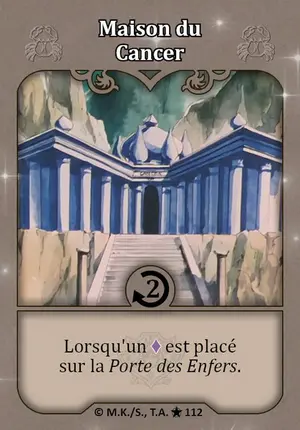 Maison du
Cancer
2
Lorsqu'un ♦ est placé
sur la Porte des Enfers.
© M.K./S., T.A. ★ 112